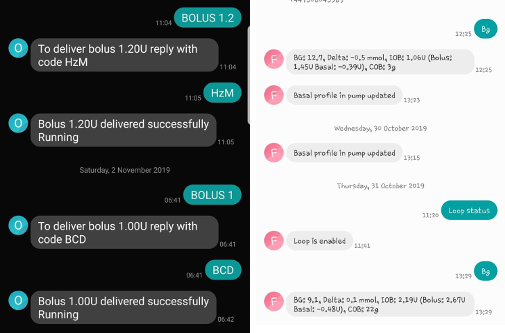 BOLUS 1.2
11:04
O
To deliver bolus 1.20U reply with
code HzM
11:04
HzM
11:05
O
Bolus 1.20U delivered successfully
Running
11:05
Saturday, 2 November 2019
BOLUS 1
06:41
O
To deliver bolus 1.00U reply with
code BCD
06:41
BCD
06:41
O
Bolus 1.00U delivered successfully
Running
06:42
Bg
12:25
F
BG: 12,7, Delta: -0,5 mmol, IOB: 1,06U (Bolus:
1,45U Basal: -0,39U), COB: 3g
12:25
F
Basal profile in pump updated
13:23
Wednesday, 30 October 2019
F
Basal profile in pump updated
13:15
Thursday, 31 October 2019
Loop status
11:20
F
Loop is enabled
11:41
Bg
13:29
F
BG: 9,1, Delta: 0,1 mmol, IOB: 2,19U (Bolus: 2,67U
Basal: -0,48U), COB: 22g
13:29